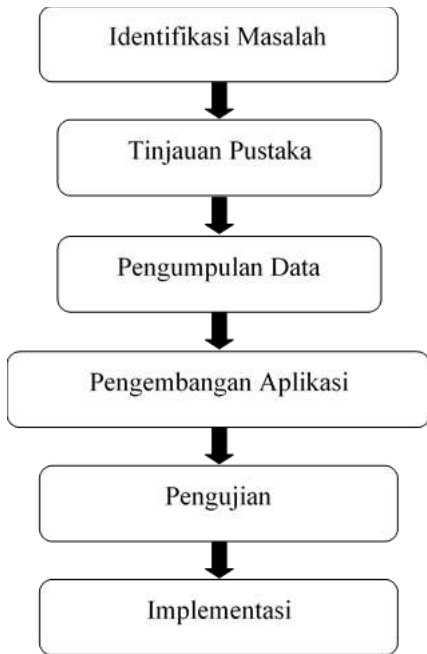 Identifikasi Masalah
Tinjauan Pustaka
Pengumpulan Data
Pengembangan Aplikasi
Pengujian
Implementasi